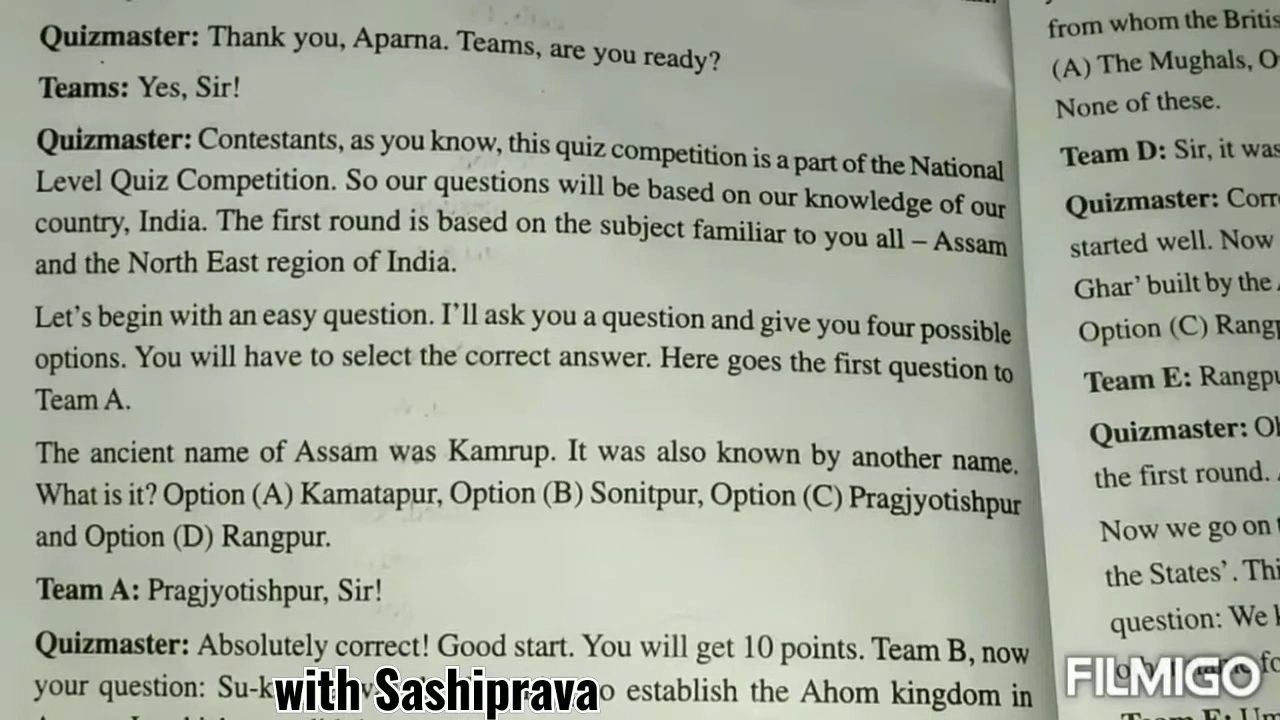 Quizmaster: Thank you, Aparna. Teams, are you ready?
Teams: Yes, Sir!
Quizmaster: Contestants, as you know, this quiz competition is a part of the National
Level Quiz Competition. So our questions will be based on our knowledge of our
country, India. The first round is based on the subject familiar to you all – Assam
and the North East region of India.
Let's begin with an easy question. I'll ask you a question and give you four possible
options. You will have to select the correct answer. Here goes the first question to
Team A.
The ancient name of Assam was Kamrup. It was also known by another name.
What is it? Option (A) Kamatapur, Option (B) Sonitpur, Option (C) Pragjyotishpur
and Option (D) Rangpur.
Team A: Pragjyotishpur, Sir!
Quizmaster: Absolutely correct! Good start. You will get 10 points. Team B, now
your question: establish the Ahom kingdom in
with Sashiprava
from whom the
(A) The Mughals,
None of these.
Team D: Sir, it was
Quizmaster:
started well. Now
Ghar' built by the
Option (C)
Team E:
Quizmaster:
the first round.
Now we go on
the States'.
question: We
FILMIGO